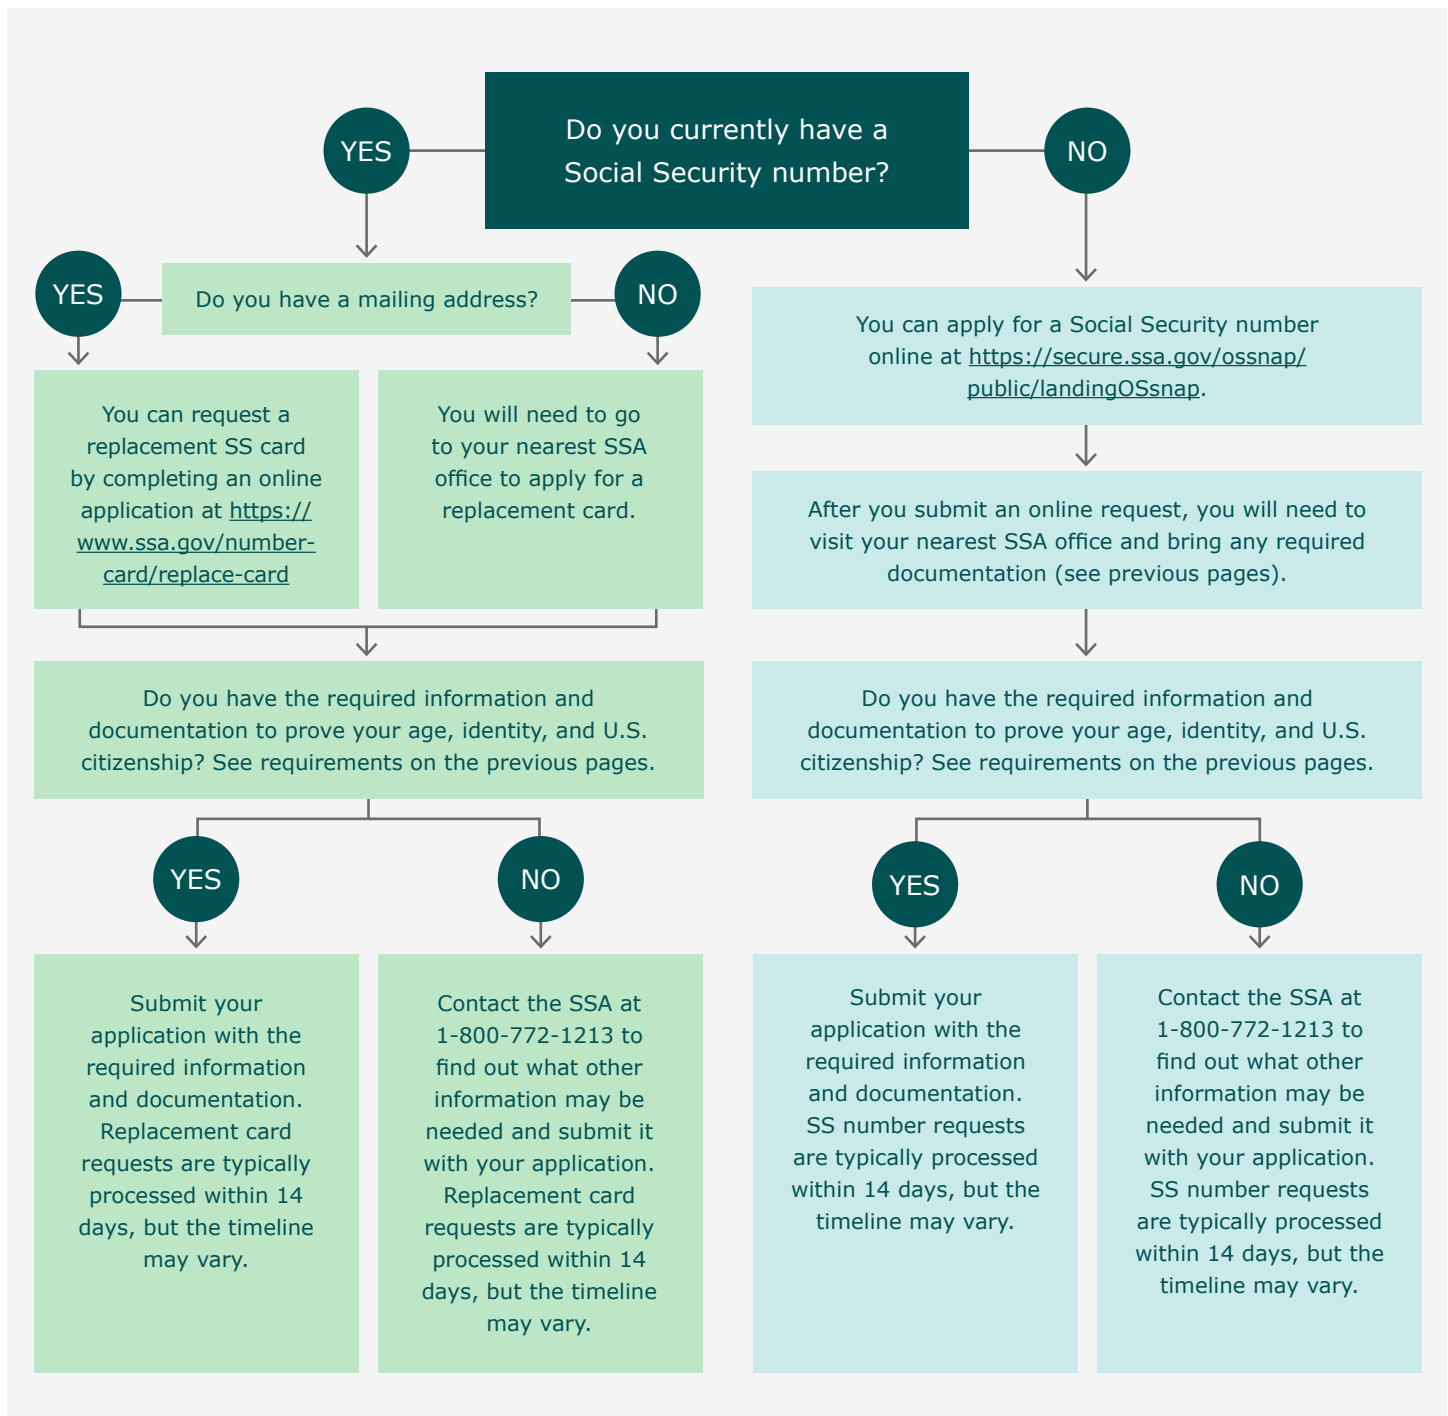 Do you currently have a
Social Security number?
YES
NO
YES
Do you have a mailing address?
NO
You can request a
replacement SS card
by completing an online
application at https://
www.ssa.gov/number-
card/replace-card
You will need to go
to your nearest SSA
office to apply for a
replacement card.
Do you have the required information and
documentation to prove your age, identity, and U.S.
citizenship? See requirements on the previous pages.
YES
NO
Submit your
application with the
required information
and documentation.
Replacement card
requests are typically
processed within 14
days, but the timeline
may vary.
Contact the SSA at
1-800-772-1213 to
find out what other
information may be
needed and submit it
with your application.
Replacement card
requests are typically
processed within 14
days, but the timeline
may vary.
You can apply for a Social Security number
online at https://secure.ssa.gov/ossnap/
public/landingOSsnap.
After you submit an online request, you will need to
visit your nearest SSA office and bring any required
documentation (see previous pages).
Do you have the required information and
documentation to prove your age, identity, and U.S.
citizenship? See requirements on the previous pages.
YES
NO
Submit your
application with the
required information
and documentation.
SS number requests
are typically processed
within 14 days, but the
timeline may vary.
Contact the SSA at
1-800-772-1213 to
find out what other
information may be
needed and submit it
with your application.
SS number requests
are typically processed
within 14 days, but the
timeline may vary.